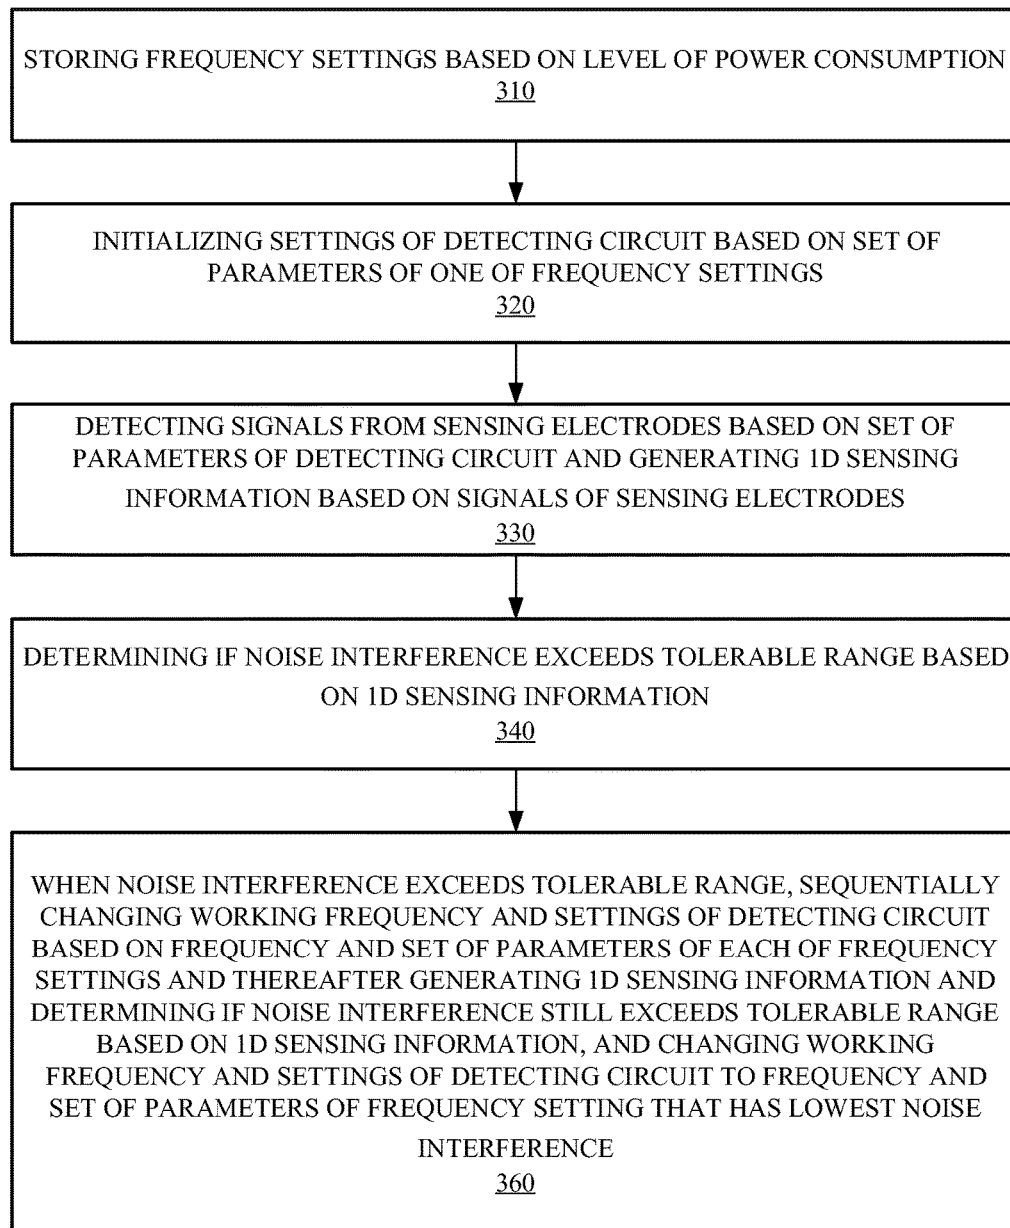 STORING FREQUENCY SETTINGS BASED ON LEVEL OF POWER CONSUMPTION
310
INITIALIZING SETTINGS OF DETECTING CIRCUIT BASED ON SET OF
PARAMETERS OF ONE OF FREQUENCY SETTINGS
320
DETECTING SIGNALS FROM SENSING ELECTRODES BASED ON SET OF
PARAMETERS OF DETECTING CIRCUIT AND GENERATING 1D SENSING
INFORMATION BASED ON SIGNALS OF SENSING ELECTRODES
330
DETERMINING IF NOISE INTERFERENCE EXCEEDS TOLERABLE RANGE BASED
ON 1D SENSING INFORMATION
340
WHEN NOISE INTERFERENCE EXCEEDS TOLERABLE RANGE, SEQUENTIALLY
CHANGING WORKING FREQUENCY AND SETTINGS OF DETECTING CIRCUIT
BASED ON FREQUENCY AND SET OF PARAMETERS OF EACH OF FREQUENCY
SETTINGS AND THEREAFTER GENERATING 1D SENSING INFORMATION AND
DETERMINING IF NOISE INTERFERENCE STILL EXCEEDS TOLERABLE RANGE
BASED ON 1D SENSING INFORMATION, AND CHANGING WORKING
FREQUENCY AND SETTINGS OF DETECTING CIRCUIT TO FREQUENCY AND
SET OF PARAMETERS OF FREQUENCY SETTING THAT HAS LOWEST NOISE
INTERFERENCE
360